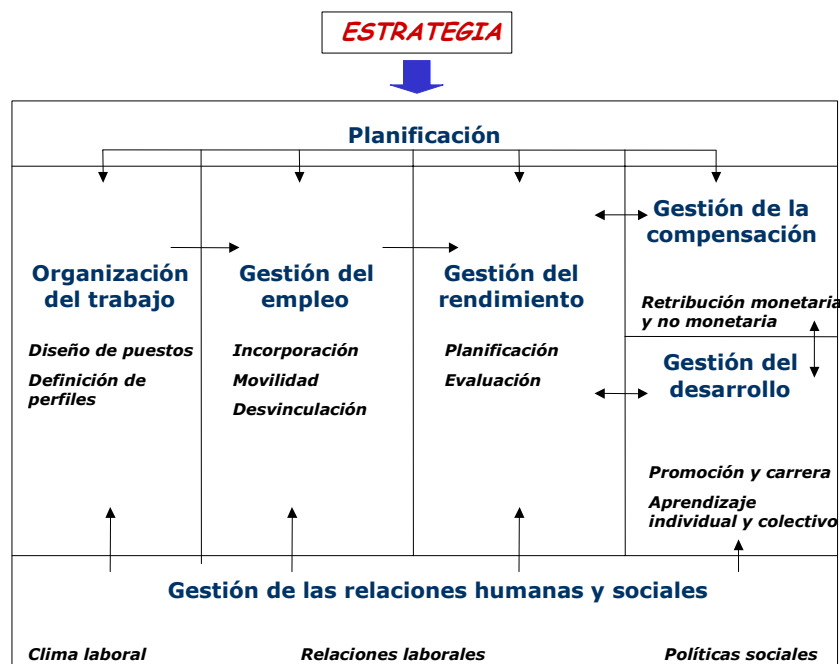 ESTRATEGIA
Planificación
Organización
del trabajo
Diseño de puestos
Definición de
perfiles
Gestión del
empleo
Incorporación
Movilidad
Desvinculación
Gestión del
rendimiento
Planificación
Evaluación
Gestión de la
compensación
Retribución monetaria
y no monetaria
Gestión del
desarrollo
Promoción y carrera
Aprendizaje
individual y colectivo
Gestión de las relaciones humanas y sociales
Clima laboral
Relaciones laborales
Políticas sociales